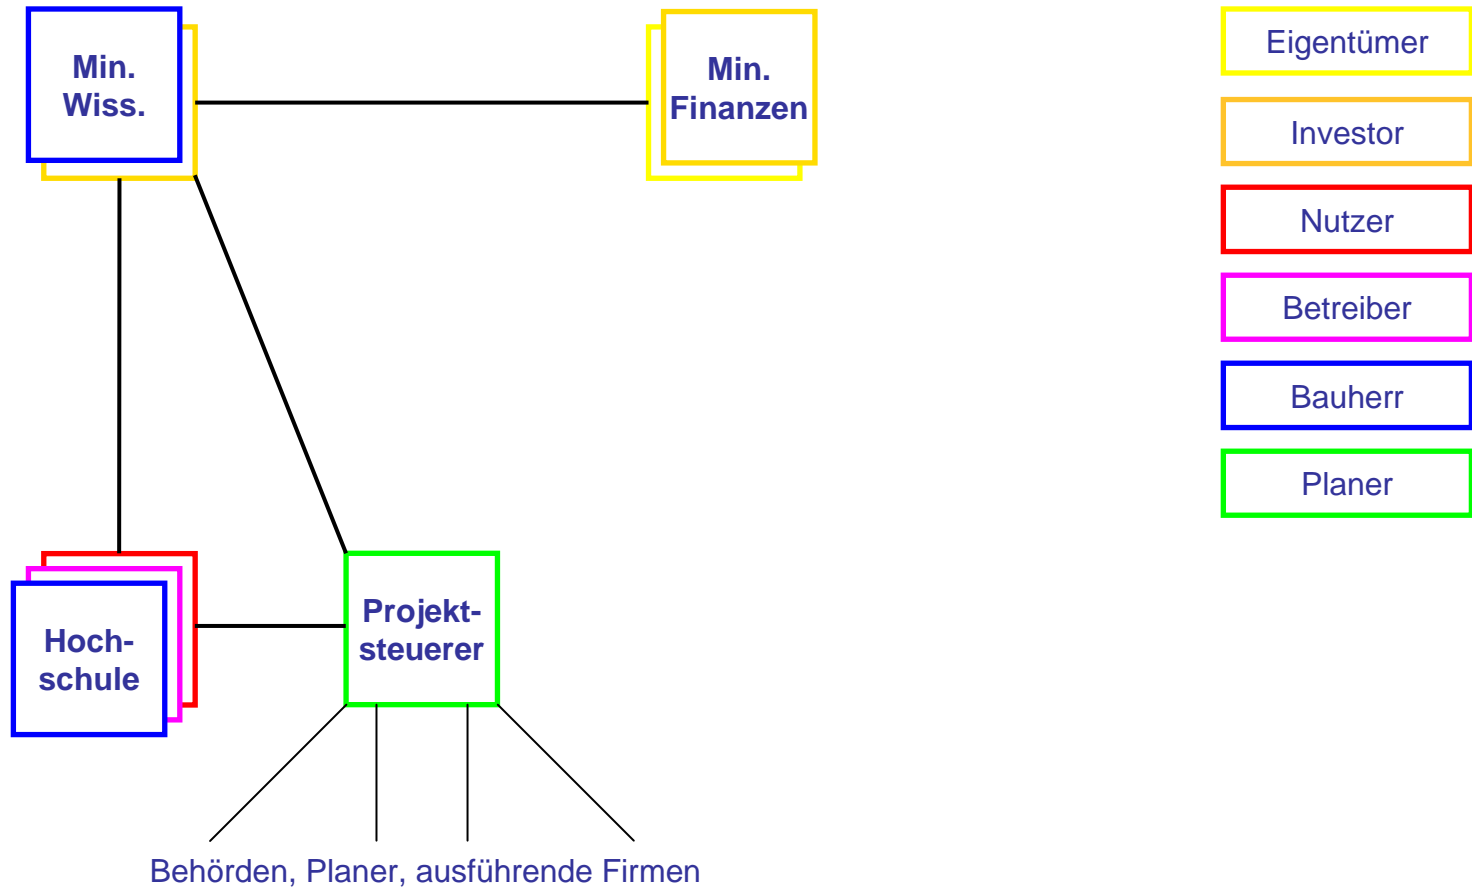 Min.
Wiss.
Min.
Finanzen
Eigentümer
Investor
Nutzer
Betreiber
Bauherr
Planer
Hoch-
schule
Projekt-
steuerer
Behörden, Planer, ausführende Firmen